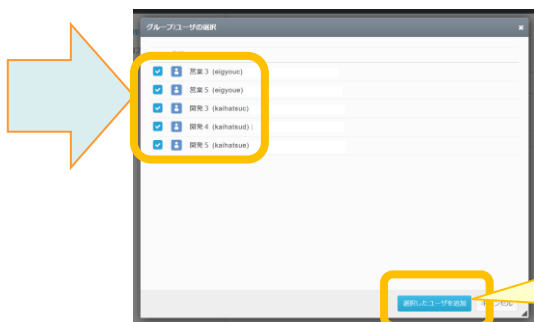 グループ/ユーザの選択
営業3 (eigyouc)
営業5 (eigyoue)
開発3 (kaihatsuc)
開発4 (kaihatsud)
開発5 (kaihatsue)
選択したユーザを追加